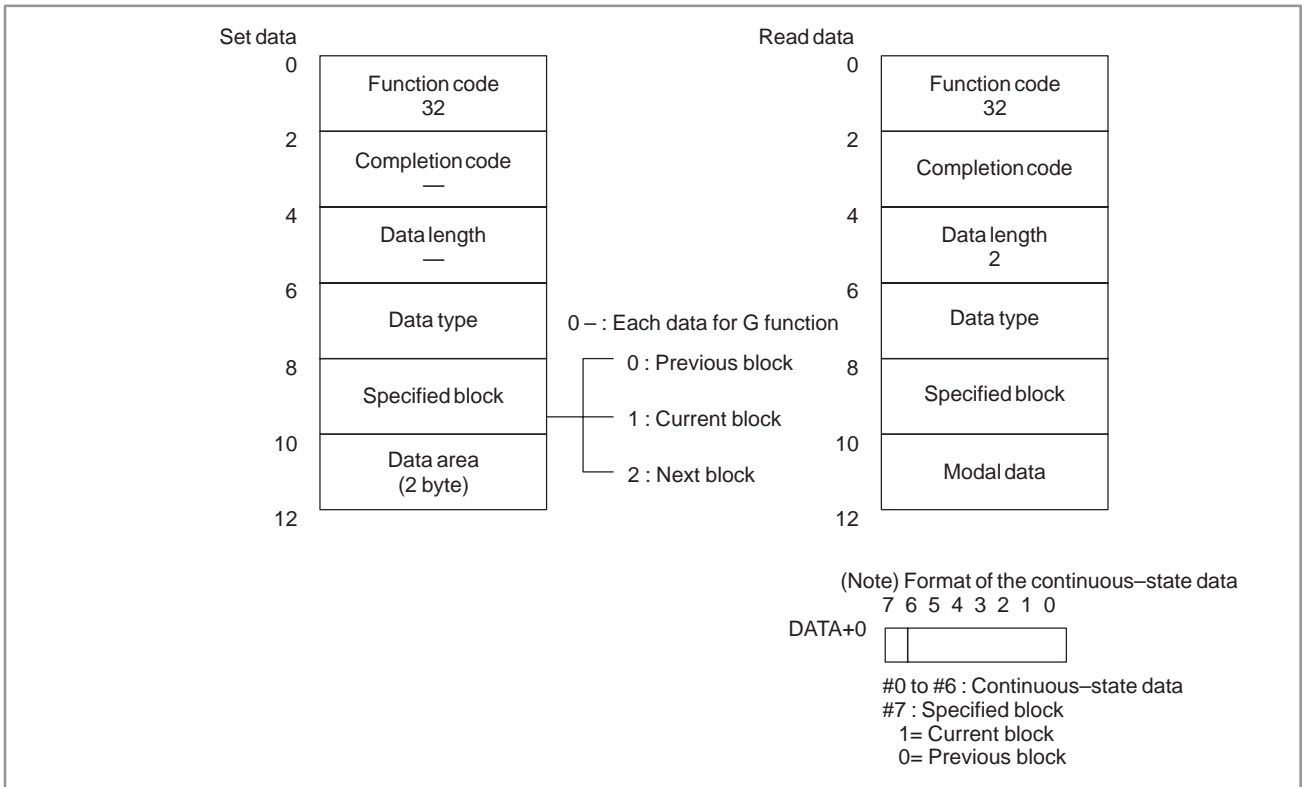 Set data
0
Function code
32
2
Completion code
—
4
Data length
—
6
Data type
0 – : Each data for G function
8
Specified block
0 : Previous block
1 : Current block
2 : Next block
10
Data area
(2 byte)
12
Read data
0
Function code
32
2
Completion code
4
Data length
2
6
Data type
8
Specified block
10
Modal data
12
(Note) Format of the continuous–state data
7 6 5 4 3 2 1 0
DATA+0
#0 to #6 : Continuous–state data
#7 : Specified block
1= Current block
0= Previous block